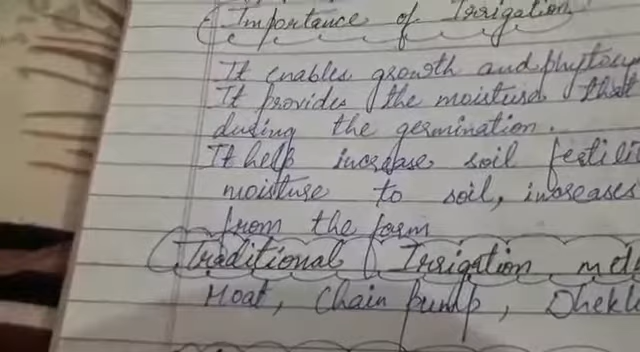 Importance of Irrigation
It enables growth and
It provides the moisture that
during the germination.
It help increase soil
moisture to soil, increases
from the farm
Traditional Irrigation
Moat, Chain pump,